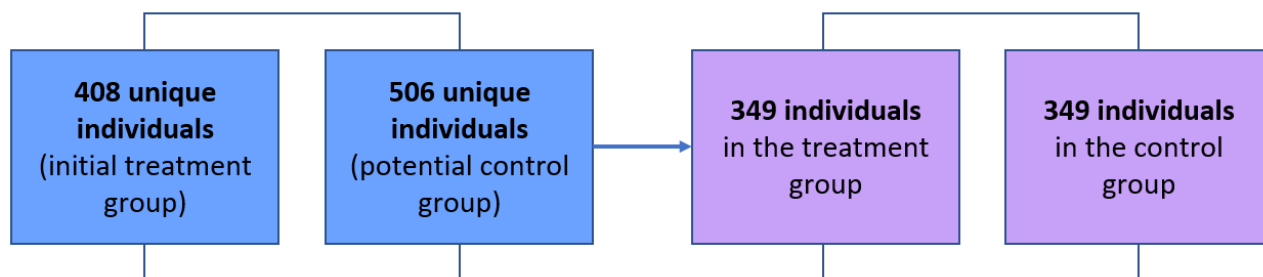 408 unique
individuals
(initial treatment
group)
506 unique
individuals
(potential control
group)
349 individuals
in the treatment
group
349 individuals
in the control
group